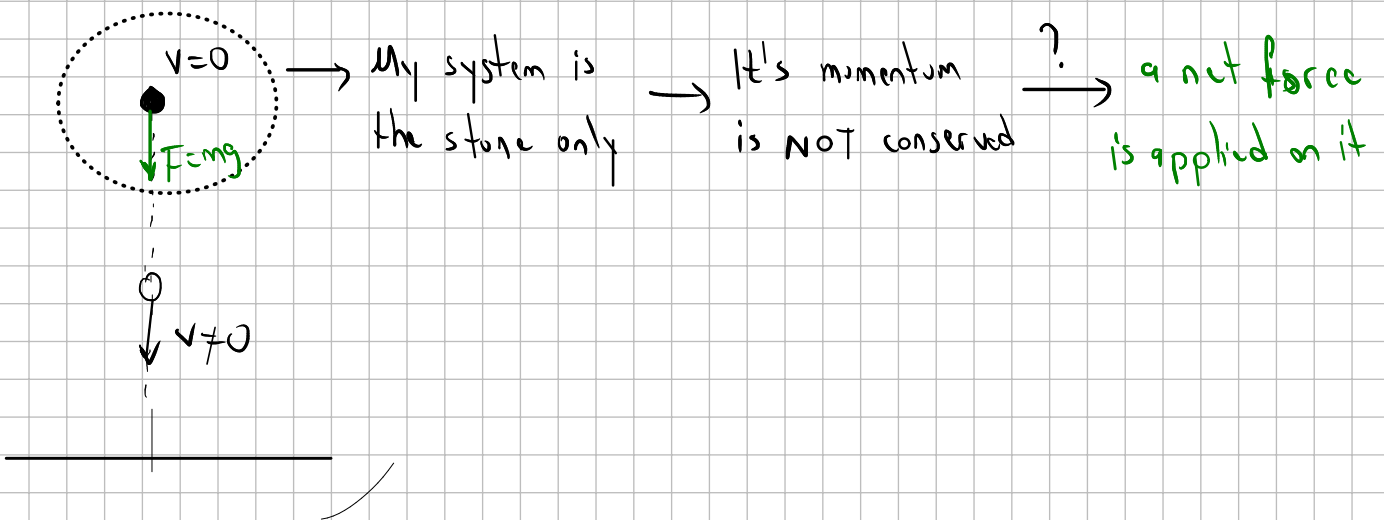 v=0
F=mg
v≠0
My system is
the stone only
It's momentum
is NOT conserved
?
a net force
is applied on it